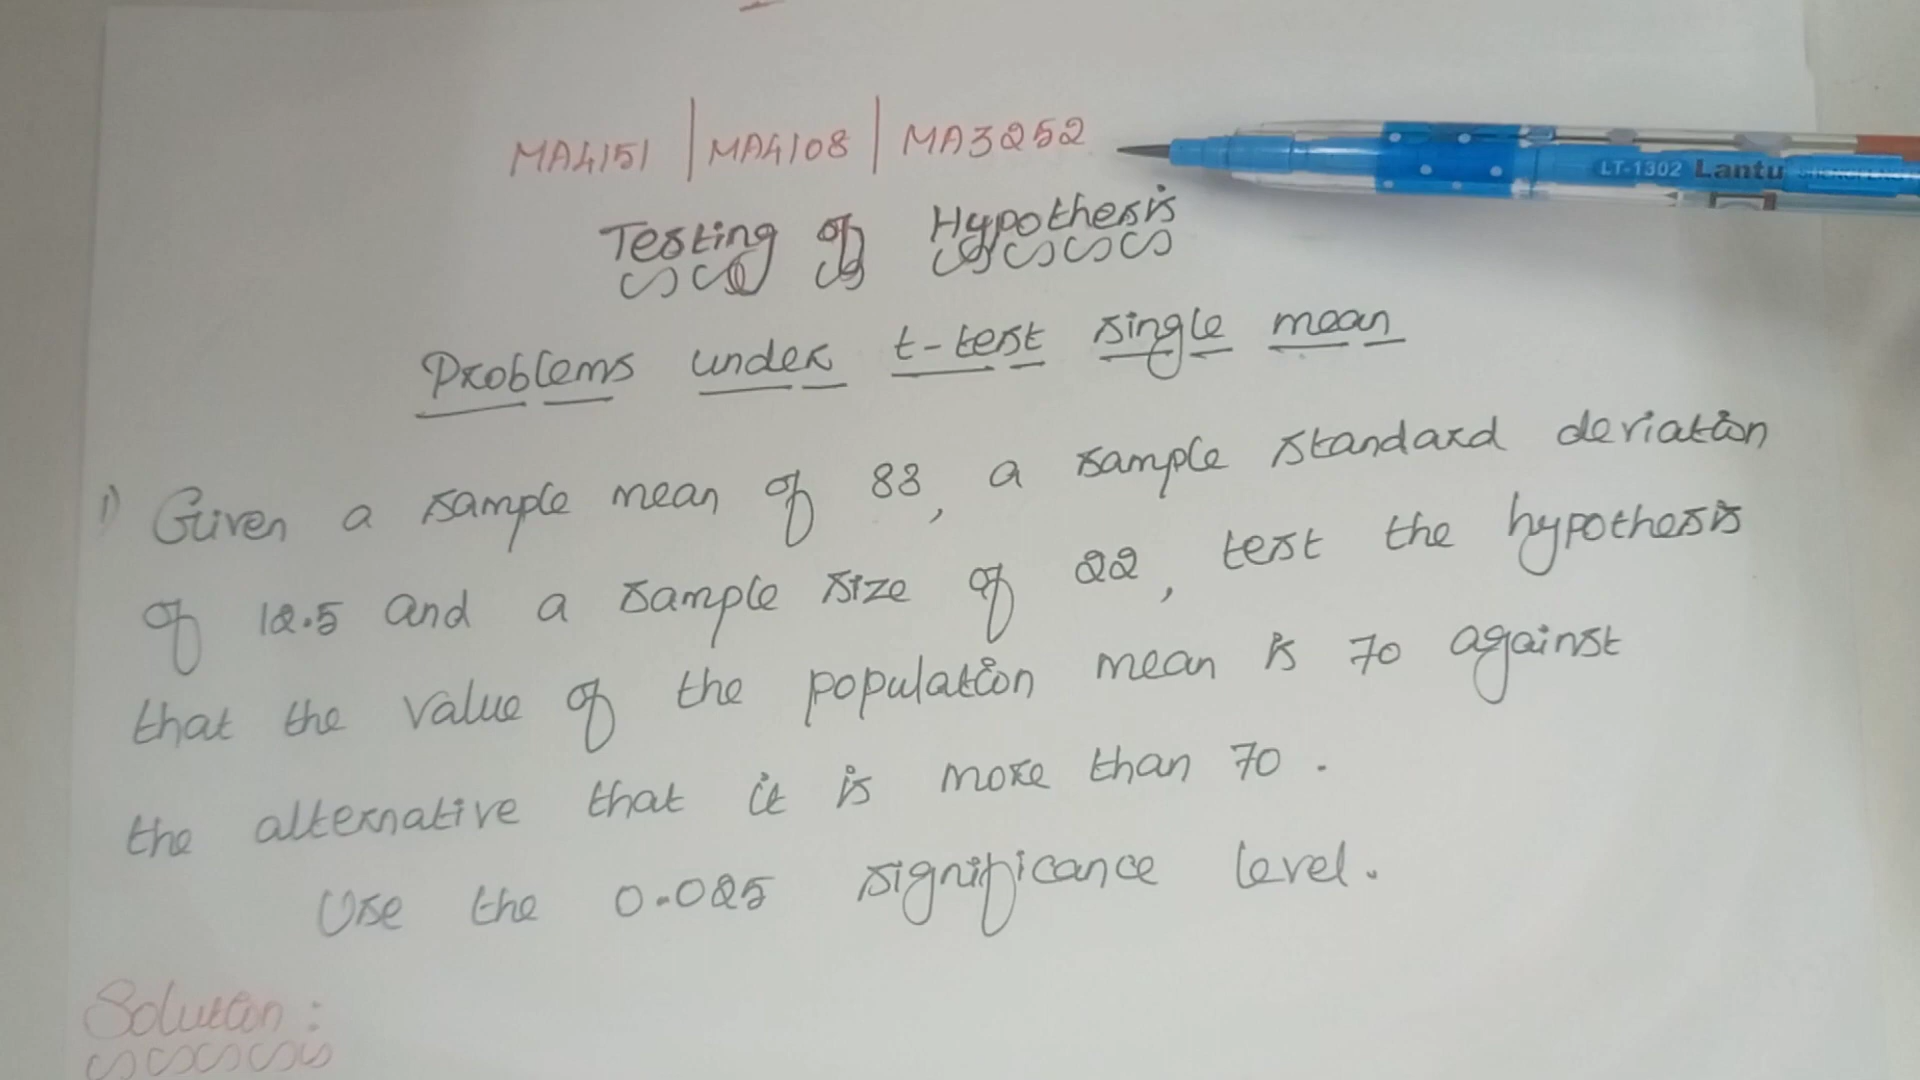 MA4151 | MA4108 | MA3252
LT-1302 Lantu
Testing of Hypothesis
Problems under t-test single mean
1) Given a sample mean of 83, a sample standard deviation
of 12.5 and a sample size of 22, test the hypothesis
that the value of the population mean is 70 against
the alternative that it is more than 70.
Use the 0.025 significance level.
Solution: